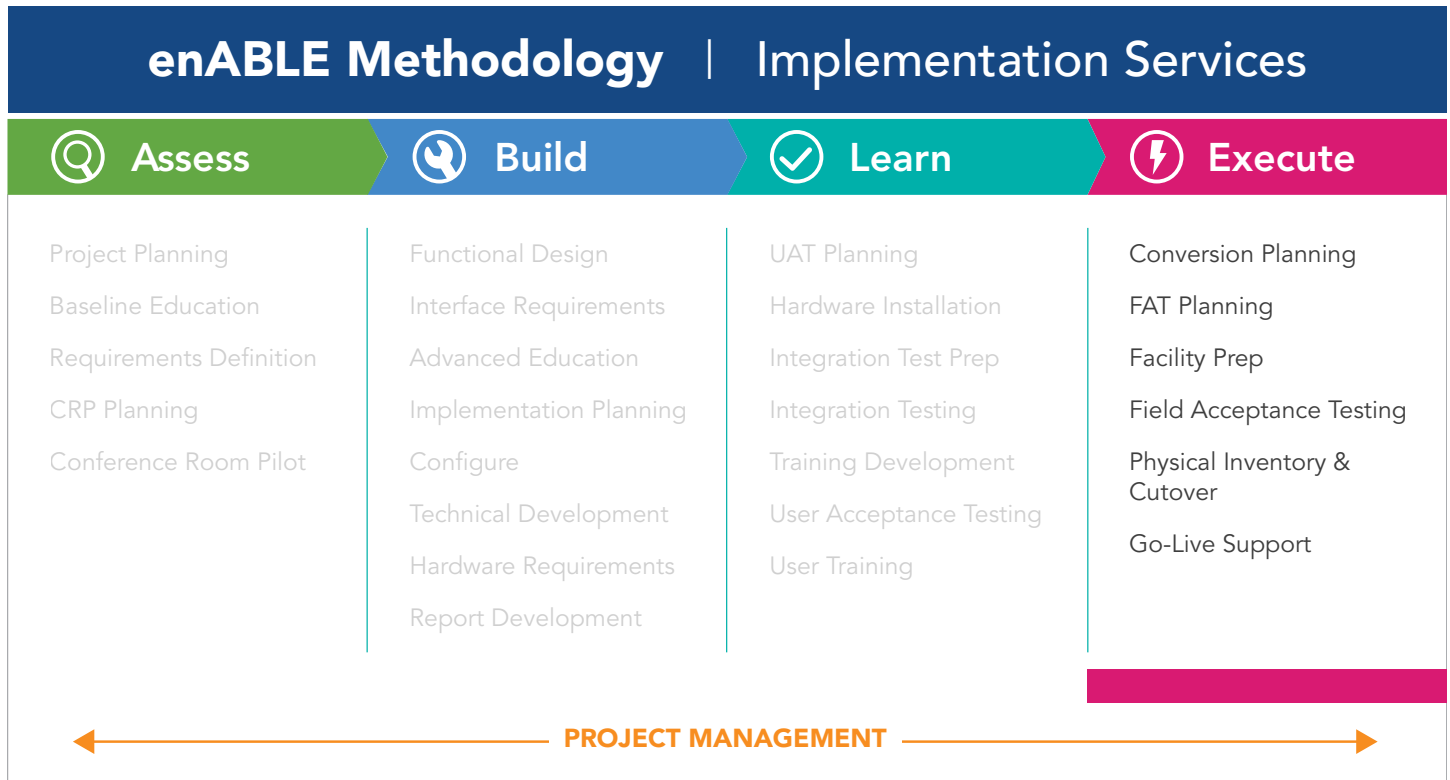 enABLE Methodology | Implementation Services
Assess
Build
Learn
Execute
Project Planning
Baseline Education
Requirements Definition
CRP Planning
Conference Room Pilot
Functional Design
Interface Requirements
Advanced Education
Implementation Planning
Configure
Technical Development
Hardware Requirements
Report Development
UAT Planning
Hardware Installation
Integration Test Prep
Integration Testing
Training Development
User Acceptance Testing
User Training
Conversion Planning
FAT Planning
Facility Prep
Field Acceptance Testing
Physical Inventory &
Cutover
Go-Live Support
PROJECT MANAGEMENT